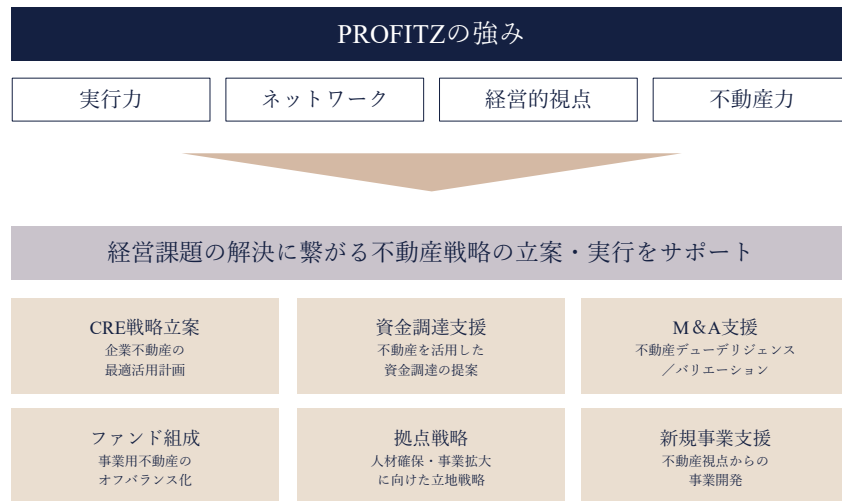 PROFITZの強み
実行力
ネットワーク
経営的視点
不動産力
経営課題の解決に繋がる不動産戦略の立案・実行をサポート
CRE戦略立案
企業不動産の
最適活用計画
資金調達支援
不動産を活用した
資金調達の提案
M&A支援
不動産デューデリジェンス
／バリエーション
ファンド組成
事業用不動産の
オフバランス化
拠点戦略
人材確保・事業拡大
に向けた立地戦略
新規事業支援
不動産視点からの
事業開発